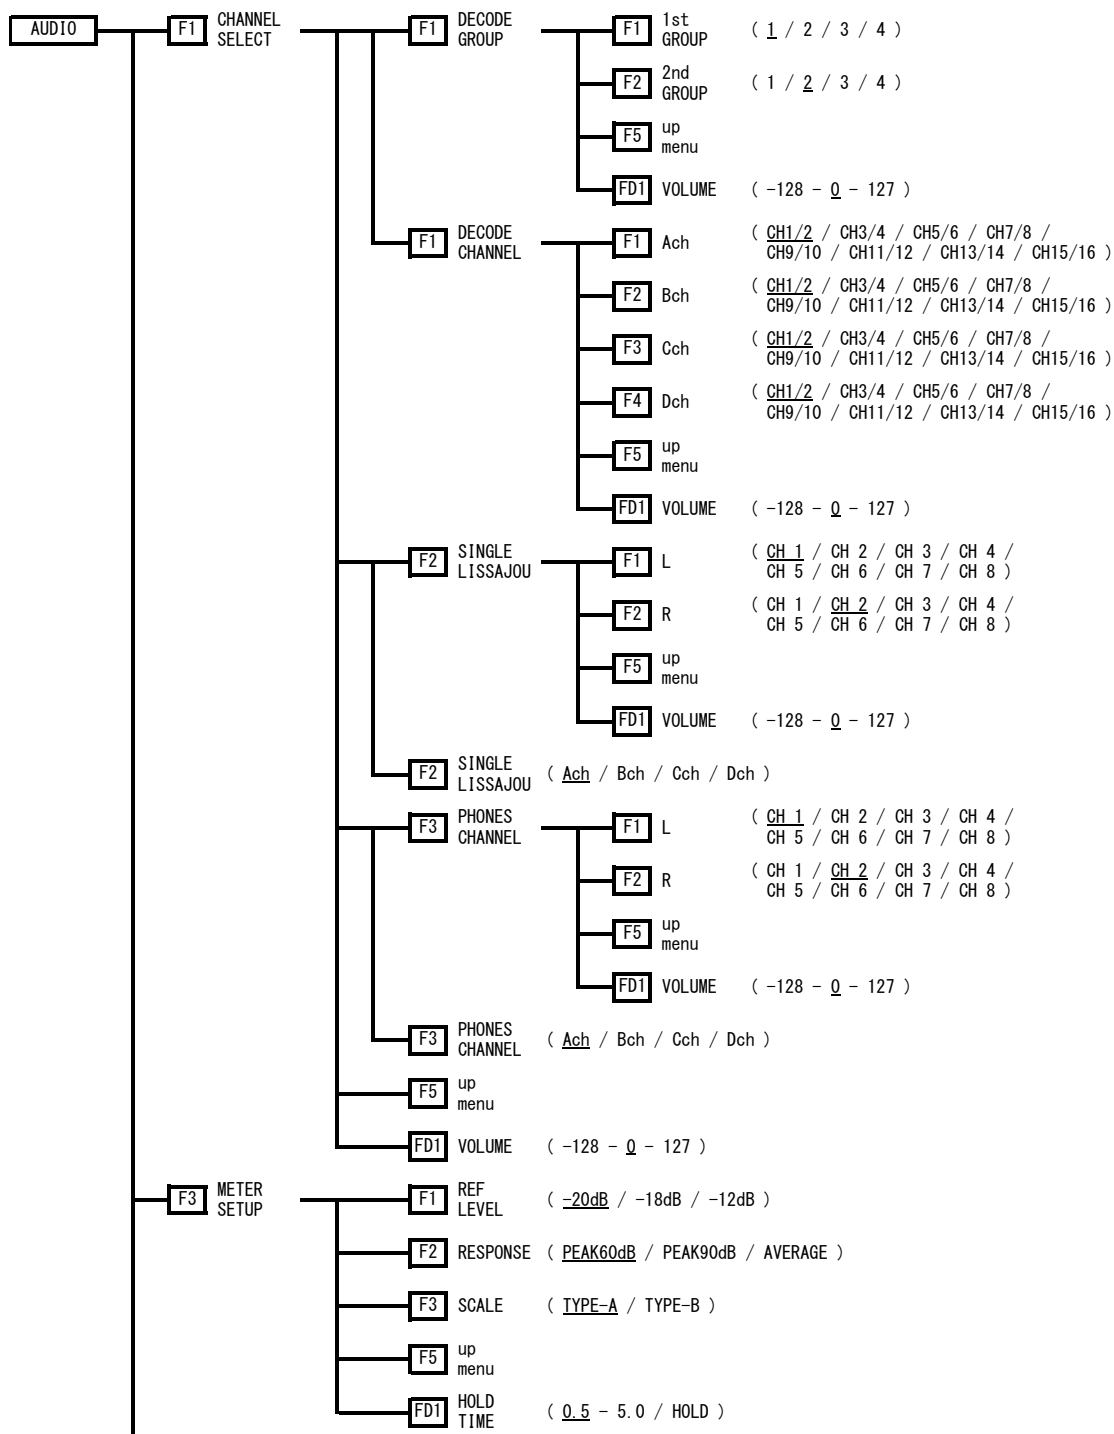 AUDIO F1 CHANNEL SELECT F1 DECODE GROUP F1 1st GROUP ( 1 / 2 / 3 / 4 )
F2 2nd GROUP ( 1 / 2 / 3 / 4 )
F5 up menu
FD1 VOLUME ( -128 - 0 - 127 )
F1 DECODE CHANNEL F1 Ach ( CH1/2 / CH3/4 / CH5/6 / CH7/8 /
CH9/10 / CH11/12 / CH13/14 / CH15/16 )
F2 Bch ( CH1/2 / CH3/4 / CH5/6 / CH7/8 /
CH9/10 / CH11/12 / CH13/14 / CH15/16 )
F3 Cch ( CH1/2 / CH3/4 / CH5/6 / CH7/8 /
CH9/10 / CH11/12 / CH13/14 / CH15/16 )
F4 Dch ( CH1/2 / CH3/4 / CH5/6 / CH7/8 /
CH9/10 / CH11/12 / CH13/14 / CH15/16 )
F5 up menu
FD1 VOLUME ( -128 - 0 - 127 )
F2 SINGLE LISSAJOU F1 L ( CH 1 / CH 2 / CH 3 / CH 4 /
CH 5 / CH 6 / CH 7 / CH 8 )
F2 R ( CH 1 / CH 2 / CH 3 / CH 4 /
CH 5 / CH 6 / CH 7 / CH 8 )
F5 up menu
FD1 VOLUME ( -128 - 0 - 127 )
F2 SINGLE LISSAJOU ( Ach / Bch / Cch / Dch )
F3 PHONES CHANNEL F1 L ( CH 1 / CH 2 / CH 3 / CH 4 /
CH 5 / CH 6 / CH 7 / CH 8 )
F2 R ( CH 1 / CH 2 / CH 3 / CH 4 /
CH 5 / CH 6 / CH 7 / CH 8 )
F5 up menu
FD1 VOLUME ( -128 - 0 - 127 )
F3 PHONES CHANNEL ( Ach / Bch / Cch / Dch )
F5 up menu
FD1 VOLUME ( -128 - 0 - 127 )
F3 METER SETUP F1 REF LEVEL ( -20dB / -18dB / -12dB )
F2 RESPONSE ( PEAK60dB / PEAK90dB / AVERAGE )
F3 SCALE ( TYPE-A / TYPE-B )
F5 up menu
FD1 HOLD TIME ( 0.5 - 5.0 / HOLD )